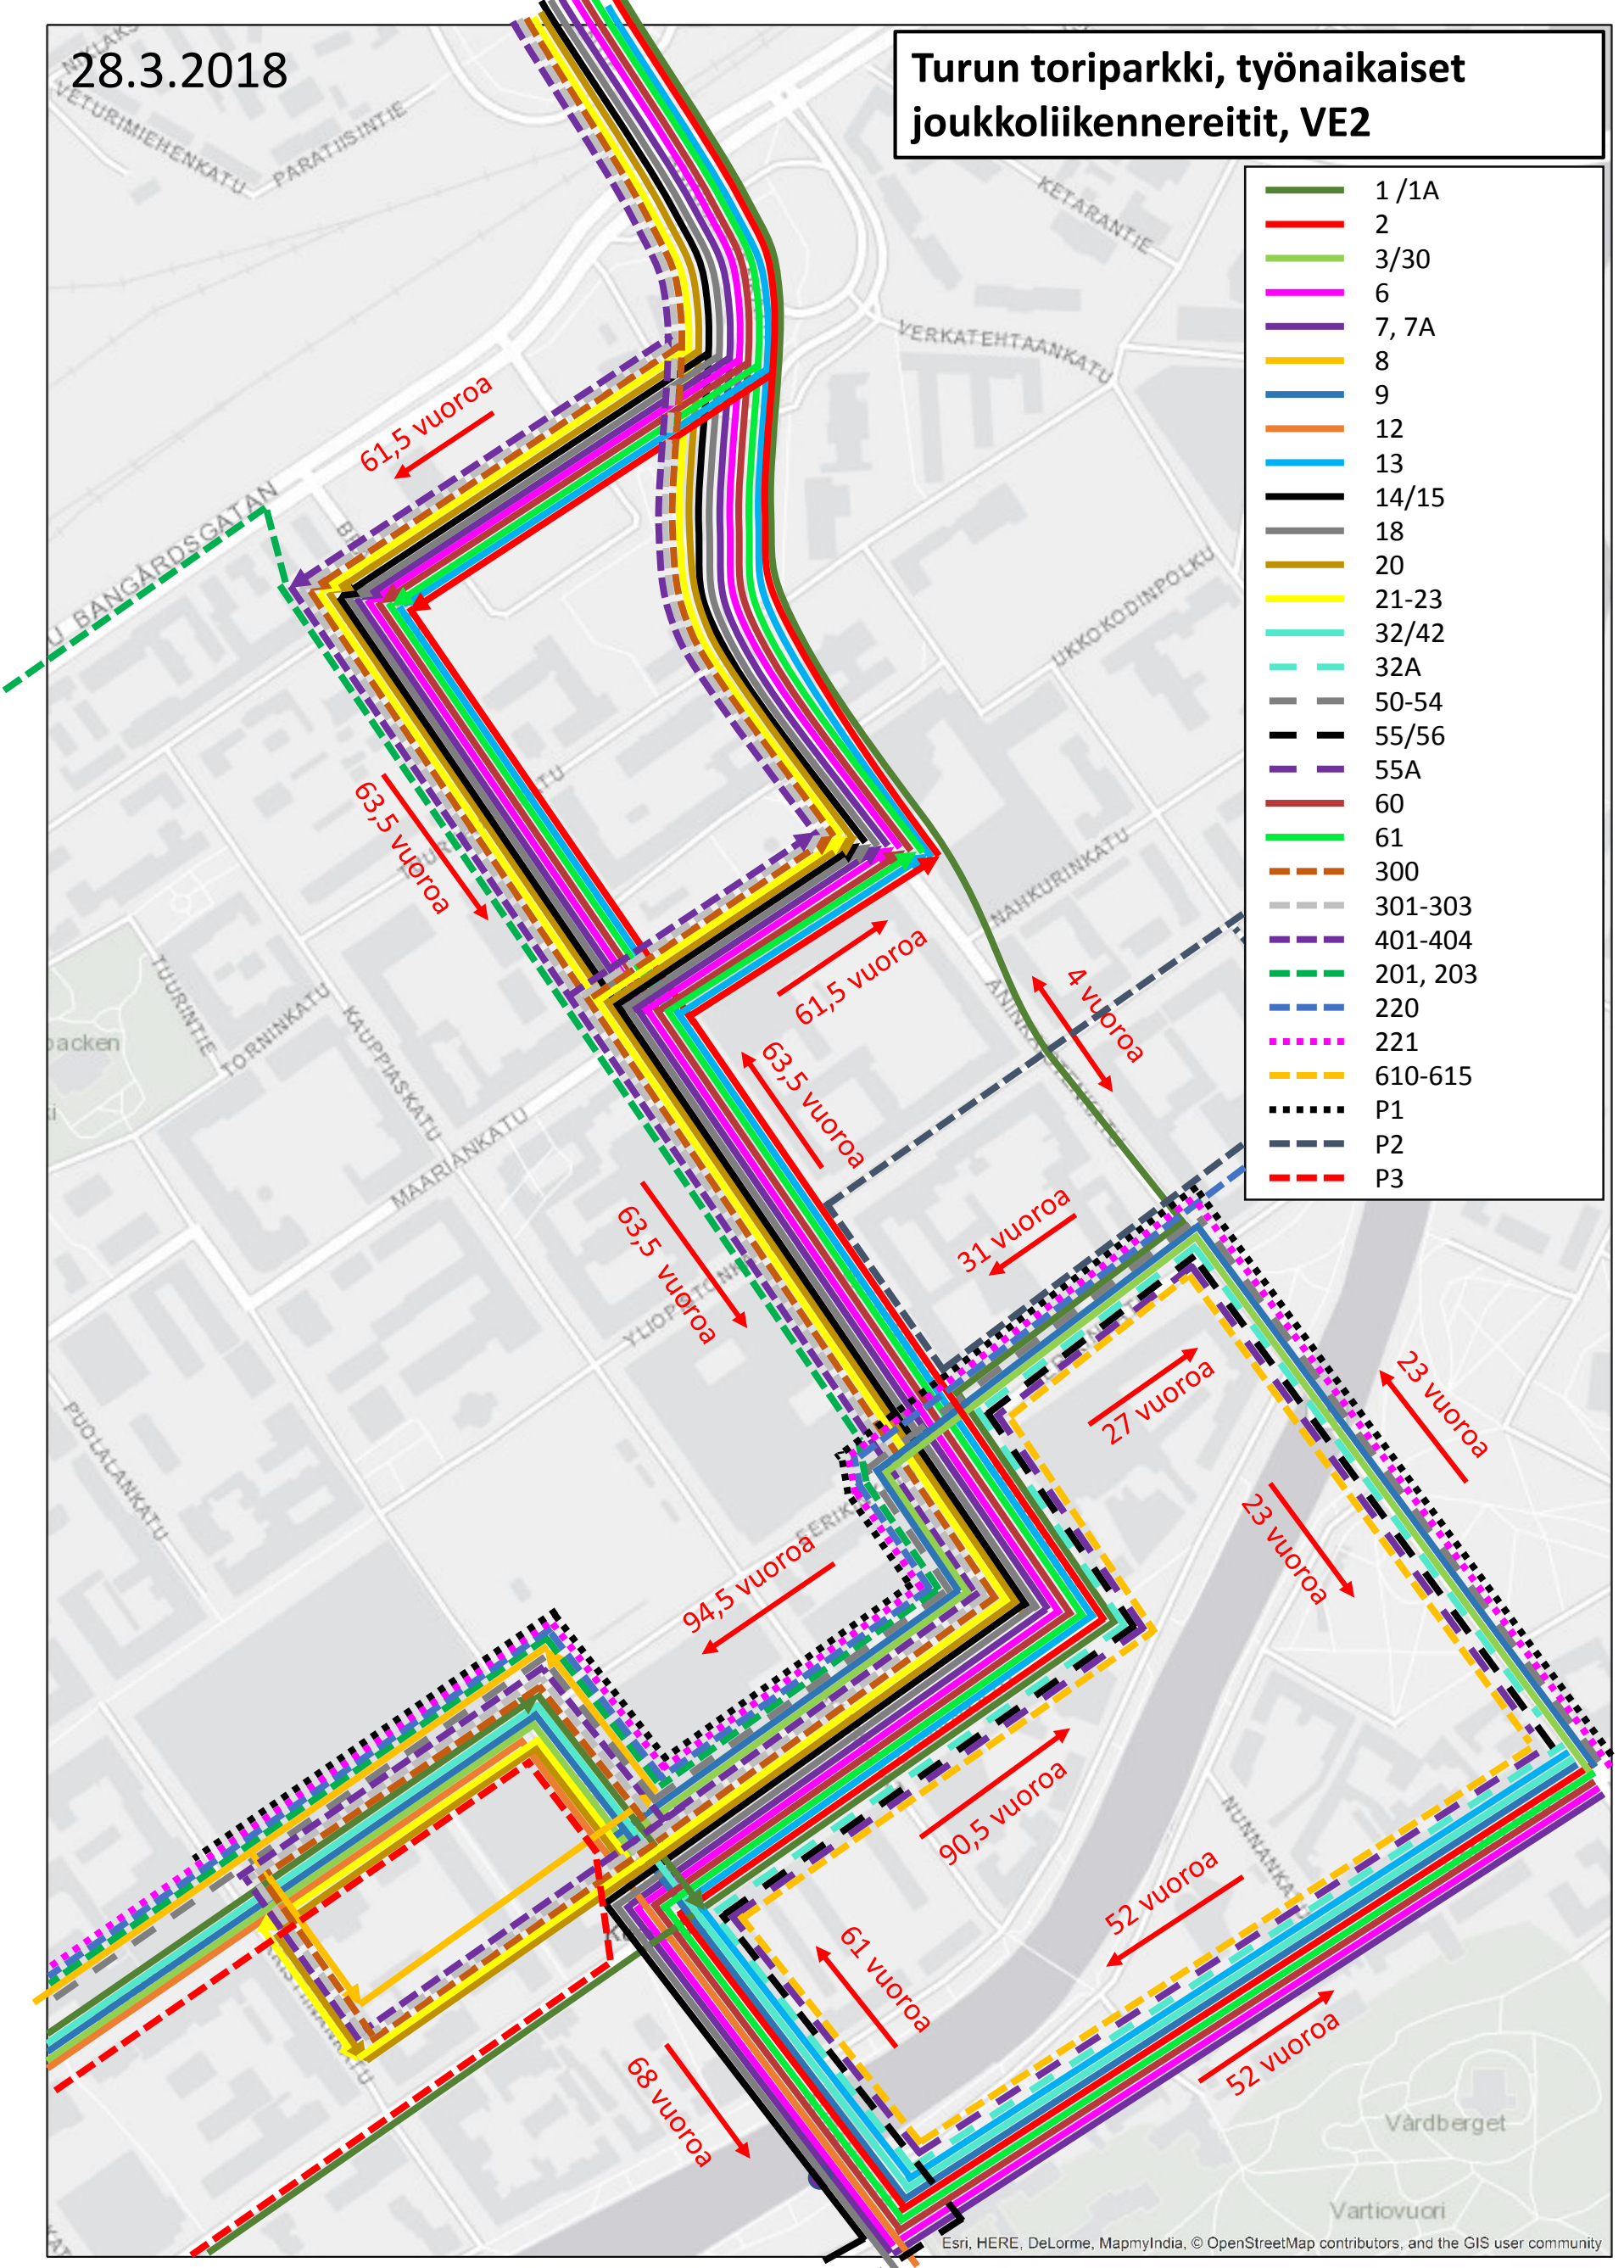 28.3.2018
Turun toriparkki, työnaikaiset
joukkoliikennereitit, VE2
1 /1A
2
3/30
6
7, 7A
8
9
12
13
14/15
18
20
21-23
32/42
32A
50-54
55/56
55A
60
61
300
301-303
401-404
201, 203
220
221
610-615
P1
P2
P3
VETURIMIEHENKATU
PARATIISINTIE
KETARANTIE
VERKATEHTAANKATU
61,5 vuoroa
BANGÅRDSGATAN
UKKOKODINPOLKU
63,5 vuoroa
NAHKURINKATU
61,5 vuoroa
4 vuoroa
TUURINTIE
TORNINKATU
KAUPPIASKATU
63,5 vuoroa
MAARIANKATU
63,5 vuoroa
31 vuoroa
27 vuoroa
23 vuoroa
PUOLALANKATU
23 vuoroa
94,5 vuoroa
90,5 vuoroa
NUNNANKATU
52 vuoroa
61 vuoroa
52 vuoroa
68 vuoroa
Vårdberget
Vartiovuori
Esri, HERE, DeLorme, MapmyIndia, © OpenStreetMap contributors, and the GIS user community